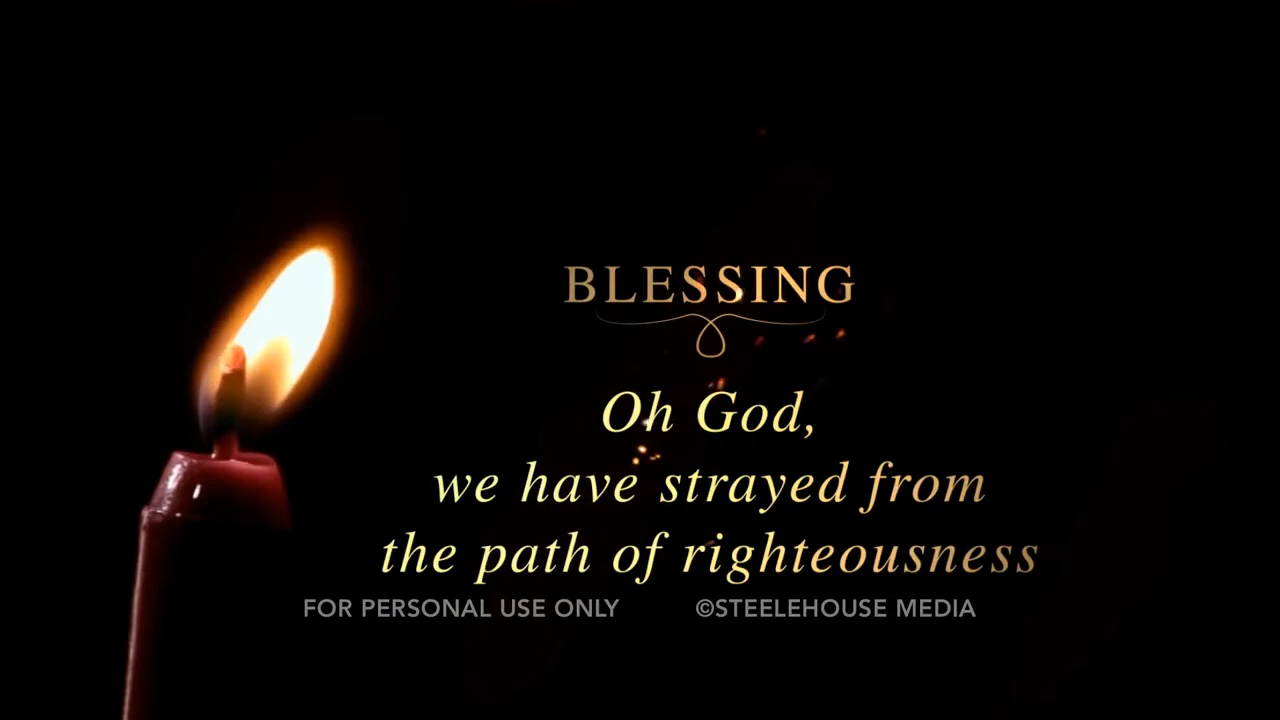 BLESSING
Oh God,
we have strayed from
the path of righteousness
FOR PERSONAL USE ONLY ©STEELEHOUSE MEDIA